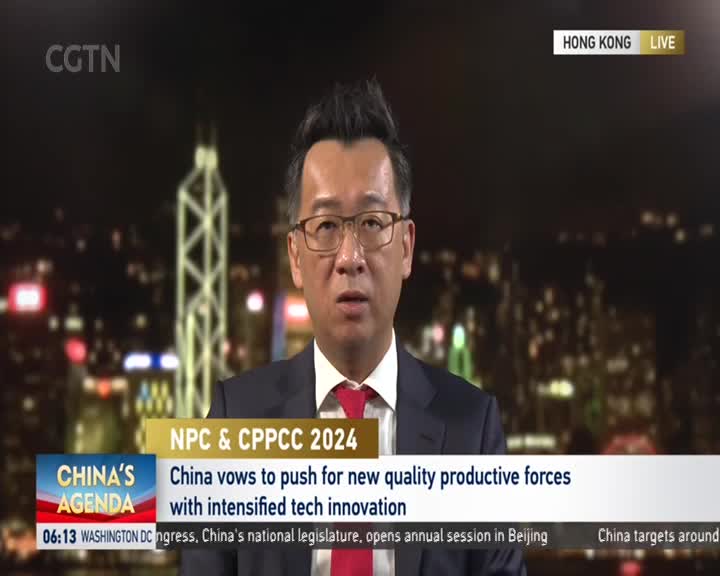 CGTN
HONG KONG LIVE
NPC & CPPCC 2024
CHINA'S
AGENDA
China vows to push for new quality productive forces
with intensified tech innovation
06:13 WASHINGTON DC
ngress, China's national legislature, opens annual session in Beijing China targets around